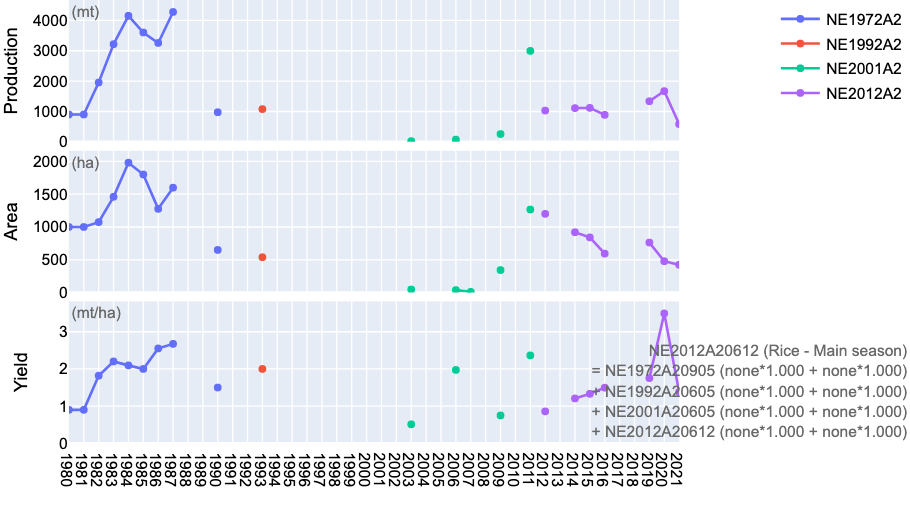 (mt)
Production
4000
3000
2000
1000
0
NE1972A2
NE1992A2
NE2001A2
NE2012A2
(ha)
Area
2000
1500
1000
500
0
(mt/ha)
Yield
3
2
1
0
NE2012A20612 (Rice - Main season)
= NE1972A20905 (none*1.000 + none*1.000)
+ NE1992A20605 (none*1.000 + none*1.000)
+ NE2001A20605 (none*1.000 + none*1.000)
+ NE2012A20612 (none*1.000 + none*1.000)
1980 1981 1982 1983 1984 1985 1986 1987 1988 1989 1990 1991 1992 1993 1994 1995 1996 1997 1998 1999 2000 2001 2002 2003 2004 2005 2006 2007 2008 2009 2010 2011 2012 2013 2014 2015 2016 2017 2018 2019 2020 2021